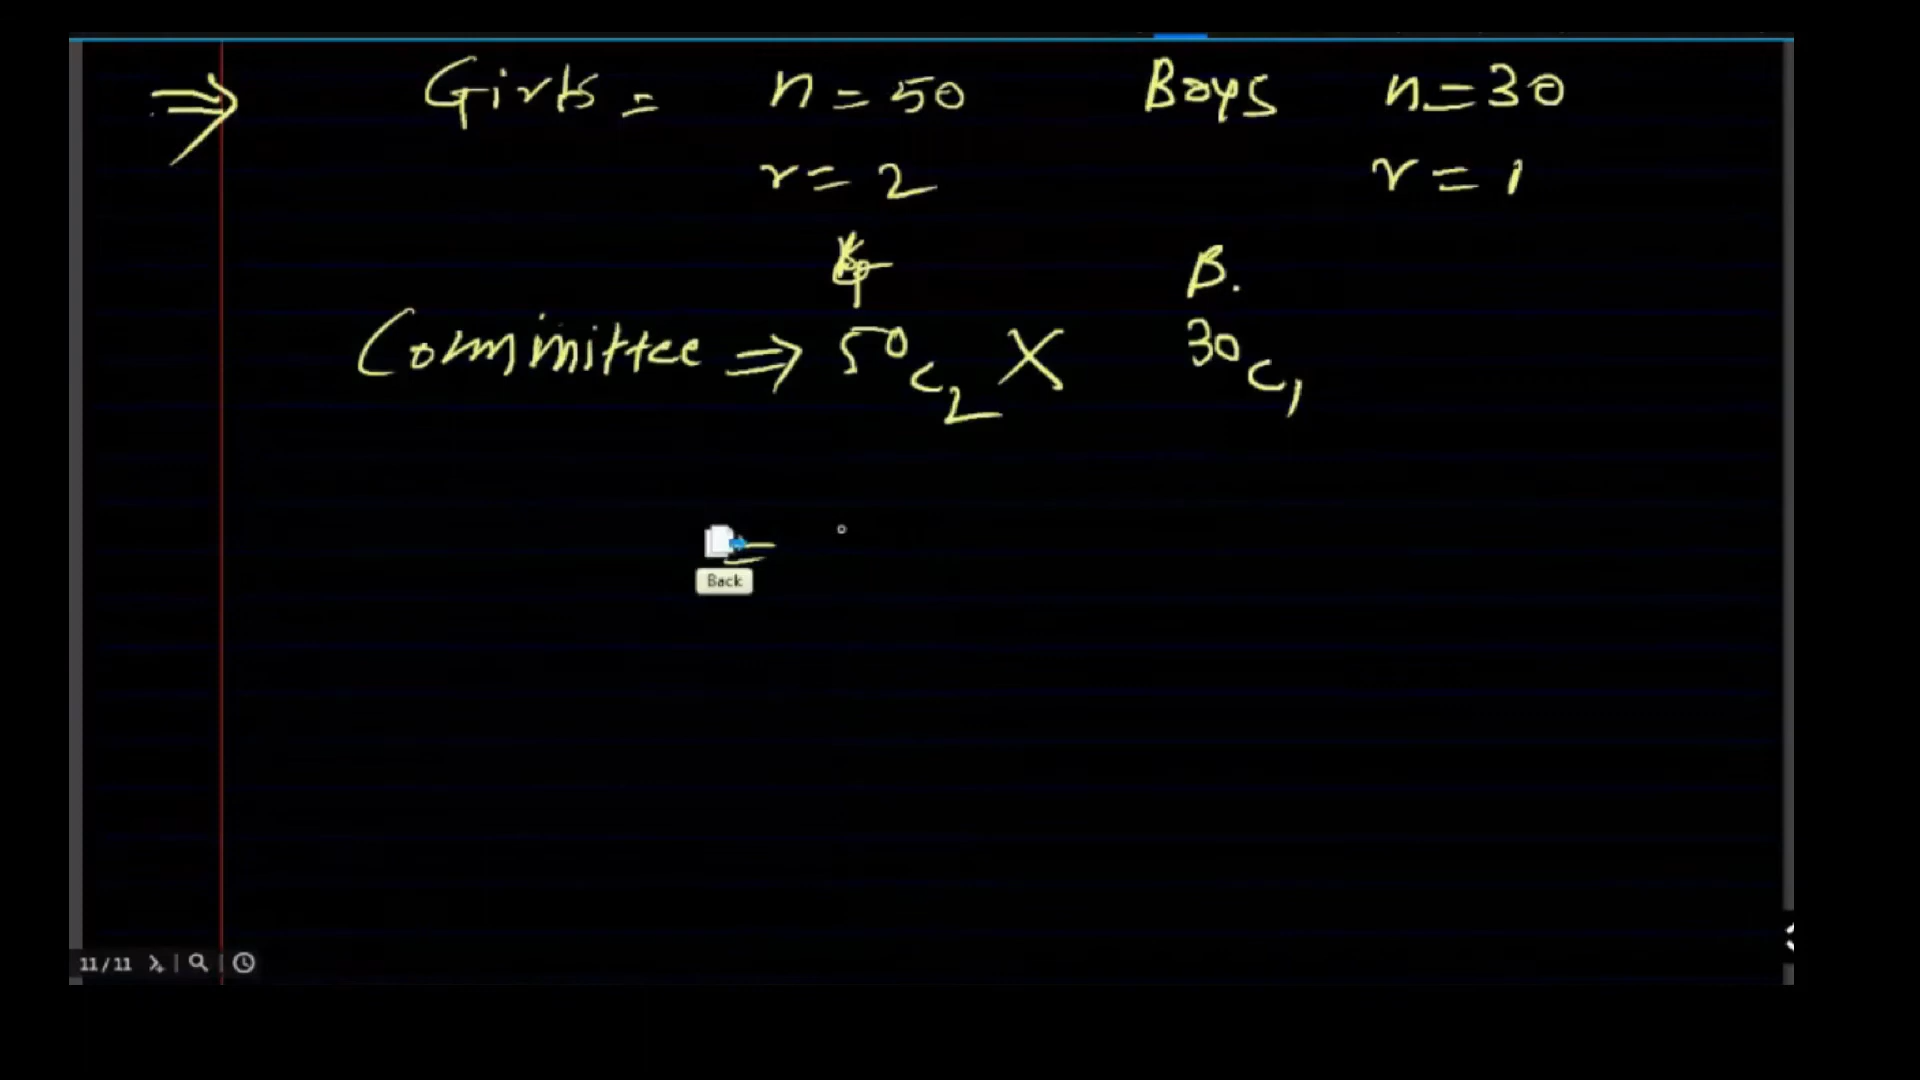 ⇒ Girls = n = 50 Boys n = 30
r = 2 r = 1
G B.
Committee ⇒ 50c2 X 30c1
=
Back
11/11